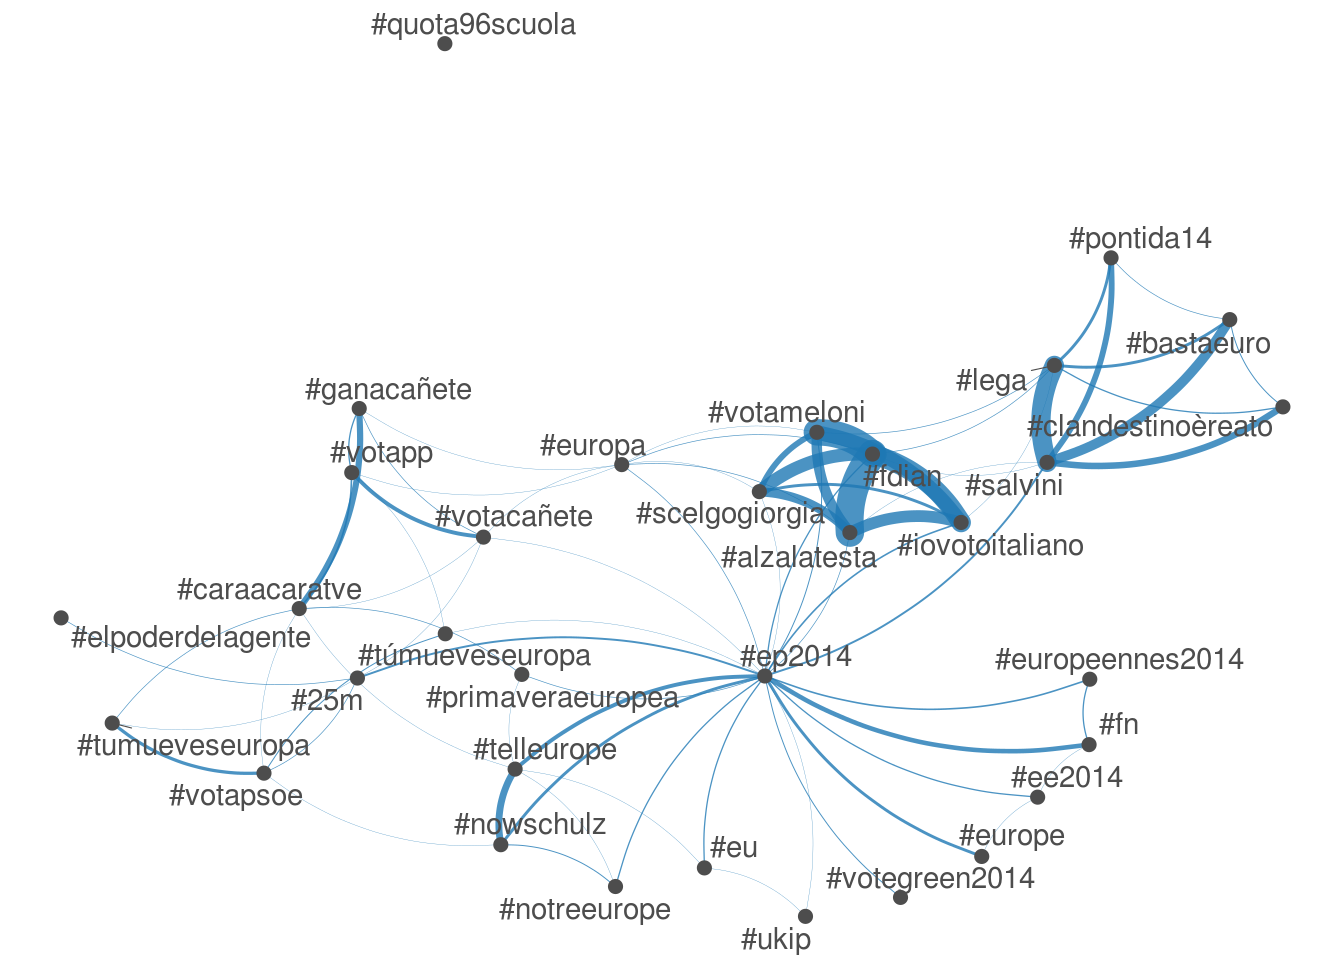 #quota96scuola
#pontida14
#bastaeuro
#lega
#ganacañete
#votameloni
#clandestinoèreato
#europa
#votapp
#fdian
#salvini
#scelgogiorgia
#votacañete
#iovotoitaliano
#alzalatesta
#caraacaratve
#elpoderdelagente
#túmueveseuropa
#ep2014
#europeennes2014
#primaveraeuropea
#25m
#fn
#tumueveseuropa
#telleurope
#ee2014
#votapsoe
#nowschulz
#europe
#eu
#votegreen2014
#notreeurope
#ukip